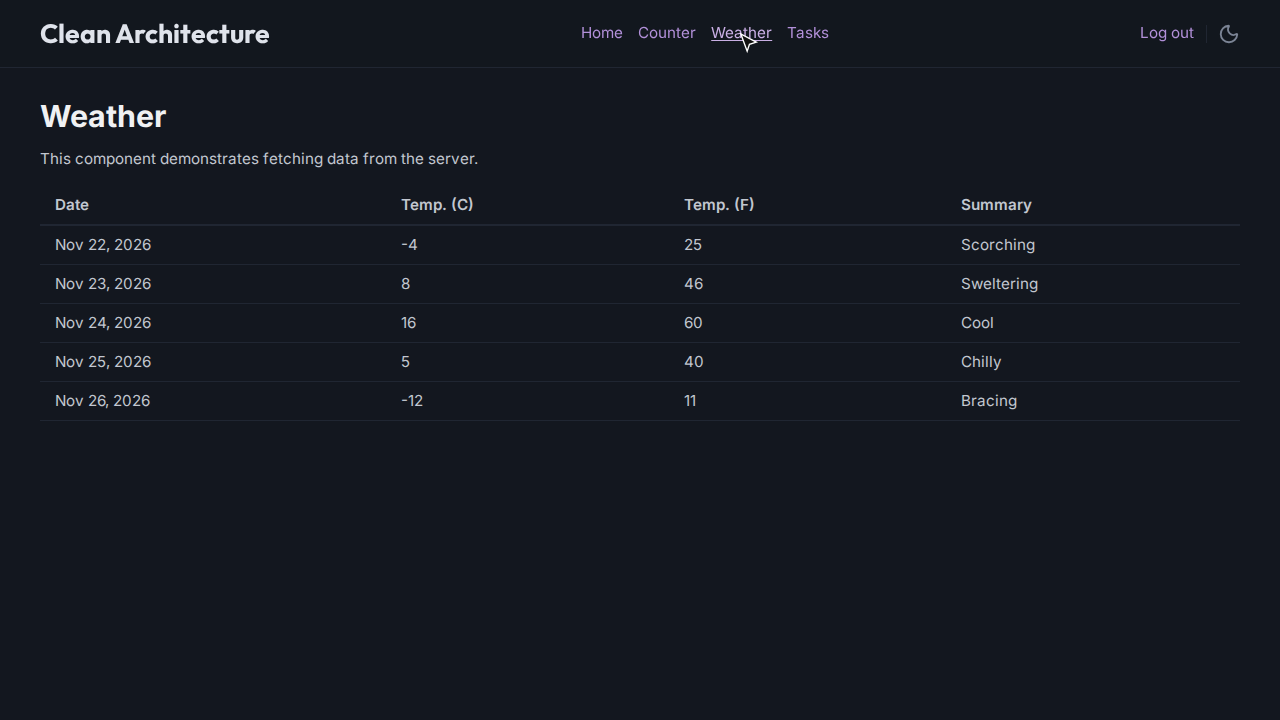 Clean Architecture Home Counter Weather Tasks Log out
Weather
This component demonstrates fetching data from the server.
Date Temp. (C) Temp. (F) Summary
Nov 22, 2026 -4 25 Scorching
Nov 23, 2026 8 46 Sweltering
Nov 24, 2026 16 60 Cool
Nov 25, 2026 5 40 Chilly
Nov 26, 2026 -12 11 Bracing